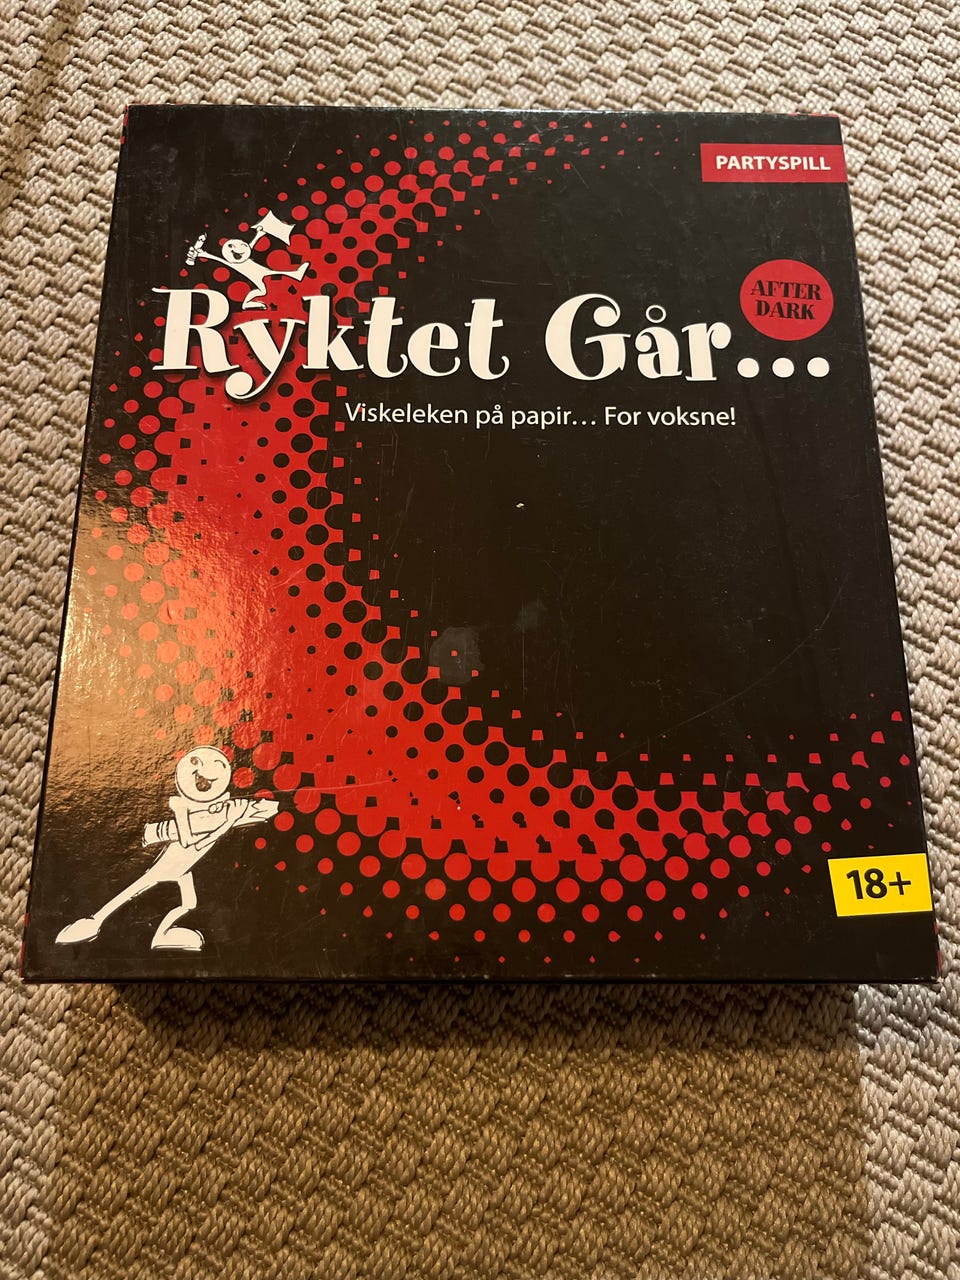 PARTYSPILL
AFTER
DARK
Ryktet Går...
Viskeleken på papir... For voksne!
18+